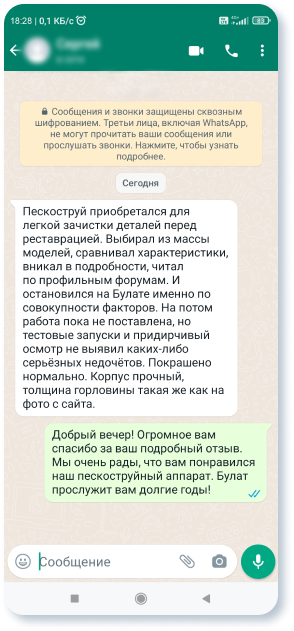 18:28 | 0,1 КБ/с
83
Сообщения и звонки защищены сквозным
шифрованием. Третьи лица, включая WhatsApp,
не могут прочитать ваши сообщения или
прослушать звонки. Нажмите, чтобы узнать
подробнее.
Сегодня
Пескоструй приобретался для
легкой зачистки деталей перед
реставрацией. Выбирал из массы
моделей, сравнивал характеристики,
вникал в подробности, читал
по профильным форумам. И
остановился на Булате именно по
совокупности факторов. На потом
работа пока не поставлена, но
тестовые запуски и придирчивый
осмотр не выявил каких-либо
серьёзных недочётов. Покрашено
нормально. Корпус прочный,
толщина горловины такая же как на
фото с сайта.
Добрый вечер! Огромное вам
спасибо за ваш подробный отзыв.
Мы очень рады, что вам понравился
наш пескоструйный аппарат. Булат
прослужит вам долгие годы!
Сообщение